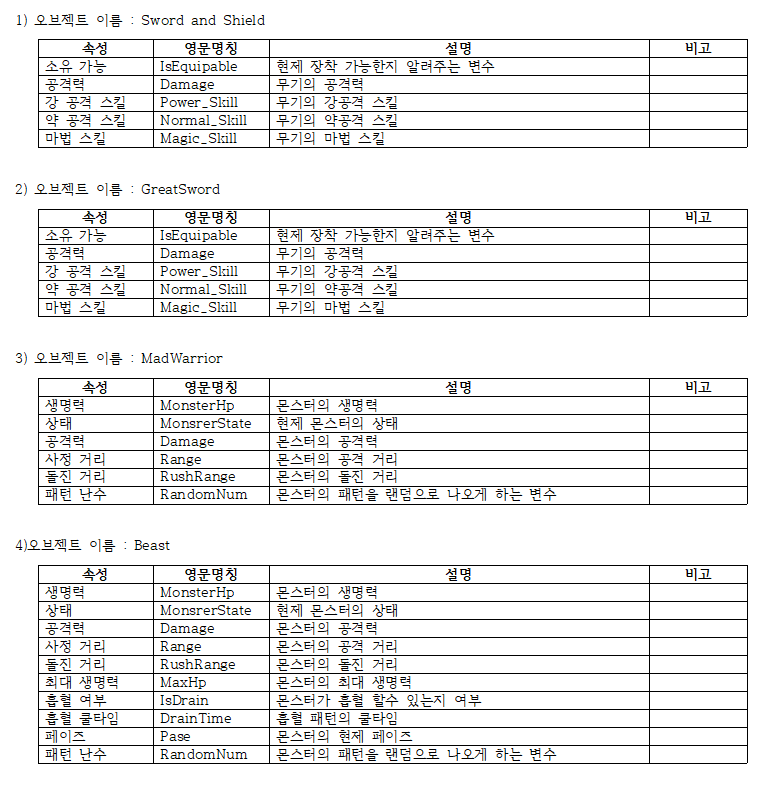 1) 오브젝트 이름 : Sword and Shield
속성 영문명칭 설명 비고
소유 가능 IsEquipable 현제 장착 가능한지 알려주는 변수
공격력 Damage 무기의 공격력
강 공격 스킬 Power_Skill 무기의 강공격 스킬
약 공격 스킬 Normal_Skill 무기의 약공격 스킬
마법 스킬 Magic_Skill 무기의 마법 스킬
2) 오브젝트 이름 : GreatSword
속성 영문명칭 설명 비고
소유 가능 IsEquipable 현제 장착 가능한지 알려주는 변수
공격력 Damage 무기의 공격력
강 공격 스킬 Power_Skill 무기의 강공격 스킬
약 공격 스킬 Normal_Skill 무기의 약공격 스킬
마법 스킬 Magic_Skill 무기의 마법 스킬
3) 오브젝트 이름 : MadWarrior
속성 영문명칭 설명 비고
생명력 MonsterHp 몬스터의 생명력
상태 MonsrerState 현제 몬스터의 상태
공격력 Damage 몬스터의 공격력
사정 거리 Range 몬스터의 공격 거리
돌진 거리 RushRange 몬스터의 돌진 거리
패턴 난수 RandomNum 몬스터의 패턴을 랜덤으로 나오게 하는 변수
4)오브젝트 이름 : Beast
속성 영문명칭 설명 비고
생명력 MonsterHp 몬스터의 생명력
상태 MonsrerState 현제 몬스터의 상태
공격력 Damage 몬스터의 공격력
사정 거리 Range 몬스터의 공격 거리
돌진 거리 RushRange 몬스터의 돌진 거리
최대 생명력 MaxHp 몬스터의 최대 생명력
흡혈 여부 IsDrain 몬스터가 흡혈 할수 있는지 여부
흡혈 쿨타임 DrainTime 흡혈 패턴의 쿨타임
페이즈 Pase 몬스터의 현제 페이즈
패턴 난수 RandomNum 몬스터의 패턴을 랜덤으로 나오게 하는 변수